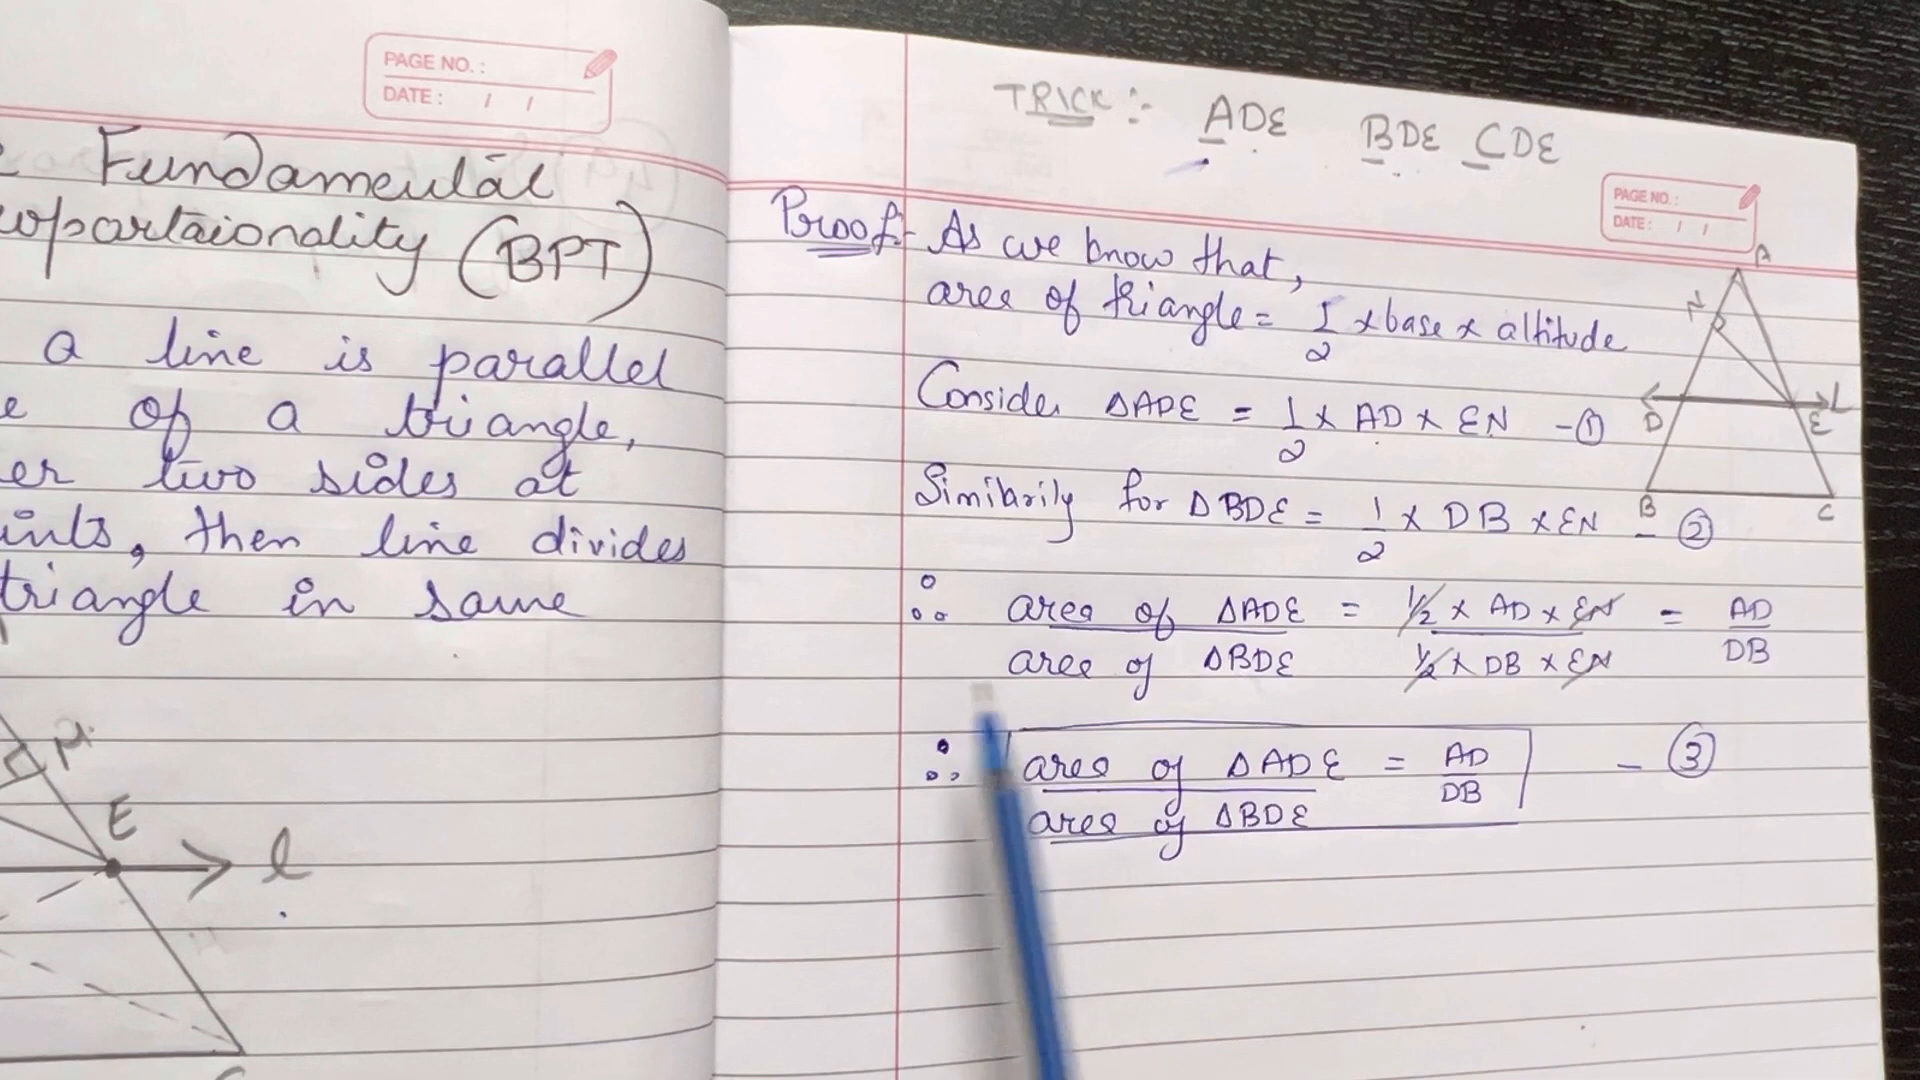 PAGE NO. :
DATE : / /
Fundamental
(BPT)
a line is parallel
of a triangle,
two sides at
, then line divides
triangle in same
M
E
l
TRICK :- ADE BDE CDE
PAGE NO. :
DATE : / /
Proof:- As we know that,
area of triangle = 1/2 x base x altitude
Consider ΔADE = 1/2 x AD x EN - ①
Similarily for ΔBDE = 1/2 x DB x EN - ②
∴ area of ΔADE / area of ΔBDE = 1/2 x AD x EN / 1/2 x DB x EN = AD / DB
∴ area of ΔADE / area of ΔBDE = AD / DB - ③
A
N
L
D
E
B
C